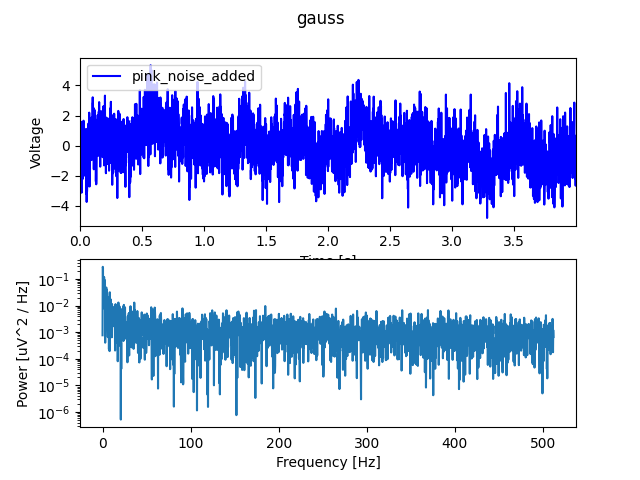 gauss
pink_noise_added
Voltage
4
2
0
−2
−4
0.0 0.5 1.0 1.5 2.0 2.5 3.0 3.5
Power [uV^2 / Hz]
10⁻¹
10⁻²
10⁻³
10⁻⁴
10⁻⁵
10⁻⁶
0 100 200 300 400 500
Frequency [Hz]